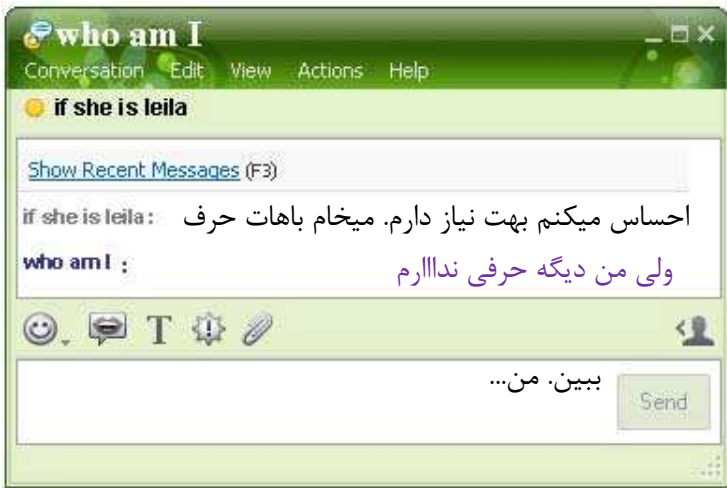 who am I
Conversation Edit View Actions Help
if she is leila
Show Recent Messages (F3)
if she is leila: احساس میکنم بهت نیاز دارم. میخام باهات حرف
who am I : ولی من دیگه حرفی ندااارم
T
ببین. من...
Send